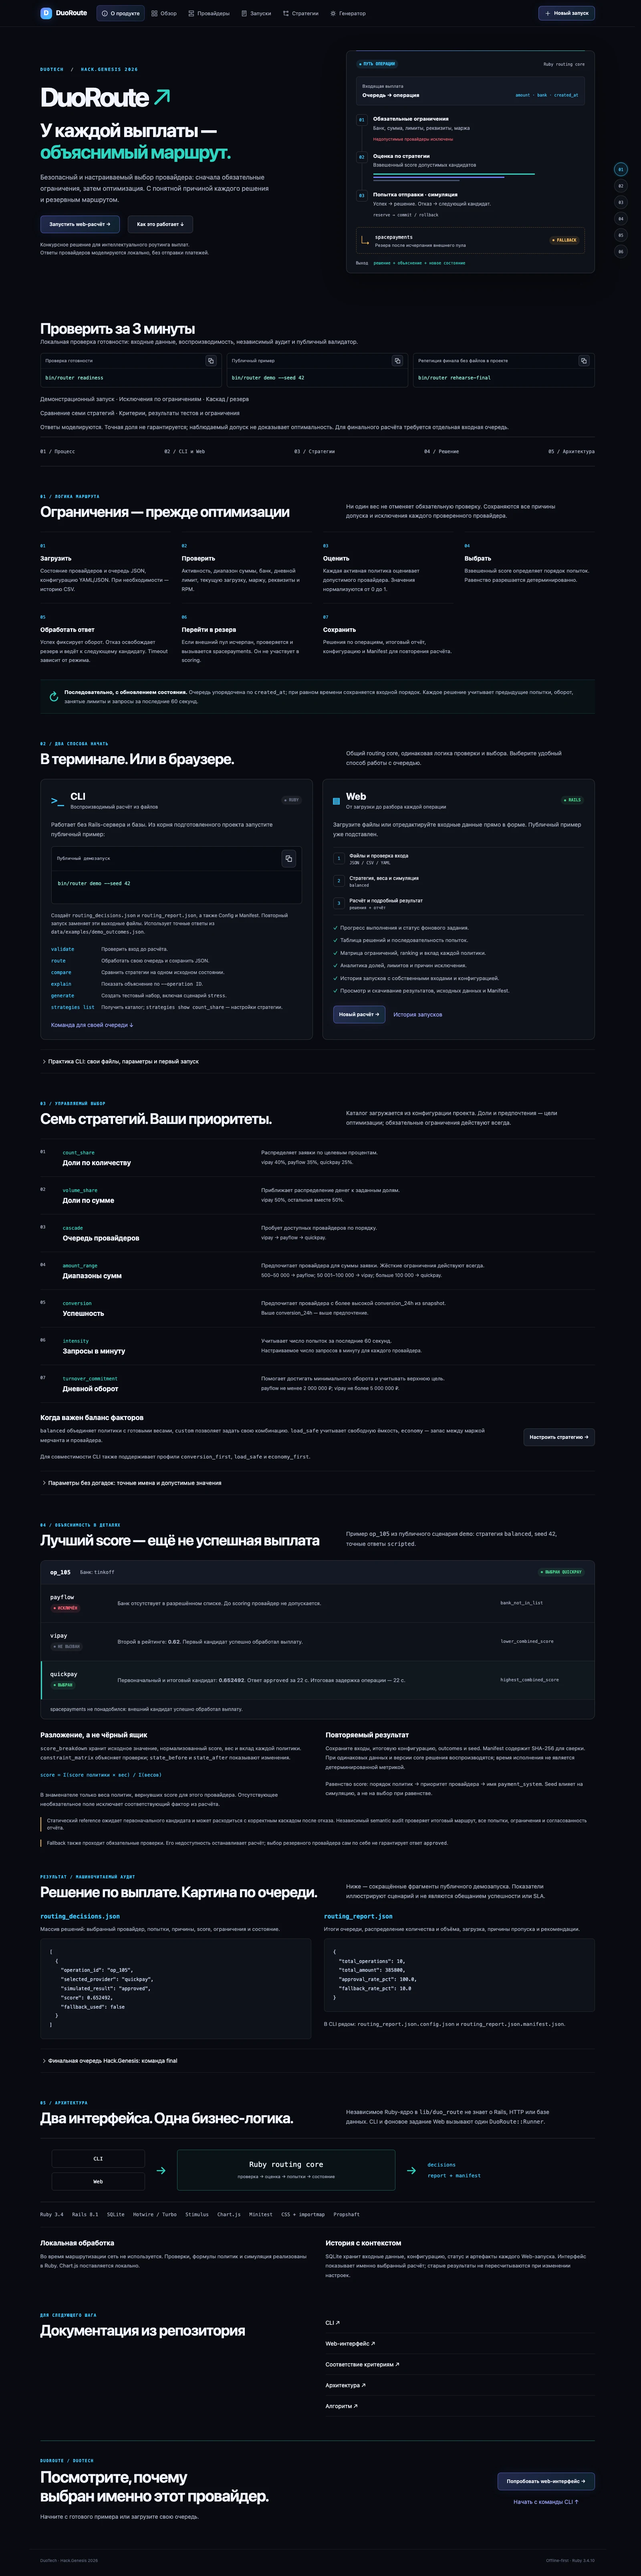 DuoRoute
О продукте
Обзор
Провайдеры
Запуски
Стратегии
Генератор
Новый запуск
DUOTECH / HACK.GENESIS 2026
DuoRoute
У каждой выплаты —
объяснимый маршрут.
Безопасный и настраиваемый выбор провайдера: сначала обязательные
ограничения, затем оптимизация. С понятной причиной каждого решения
и резервным маршрутом.
Запустить web-расчёт →
Как это работает ↓
Конкурсное решение для интеллектуального роутинга выплат.
Ответы провайдеров моделируются локально, без отправки платежей.
ПУТЬ ОПЕРАЦИИ
Ruby routing core
Входящая выплата
Очередь → операция
amount · bank · created_at
01
Обязательные ограничения
Банк, сумма, лимиты, реквизиты, маржа
Недопустимые провайдеры исключены
02
Оценка по стратегии
Взвешенный score допустимых кандидатов
03
Попытка отправки · симуляция
Успех → решение. Отказ → следующий кандидат.
reserve → commit / rollback
spacepayments
Резерв после исчерпания внешнего пула
FALLBACK
Выход решение + объяснение + новое состояние
01
02
03
04
05
06
Проверить за 3 минуты
Локальная проверка готовности: входные данные, воспроизводимость, независимый аудит и публичный валидатор.
Проверка готовности
bin/router readiness
Публичный пример
bin/router demo --seed 42
Репетиция финала без файлов в проекте
bin/router rehearse-final
Демонстрационный запуск · Исключения по ограничениям · Каскад / резерв
Сравнение семи стратегий · Критерии, результаты тестов и ограничения
Ответы моделируются. Точная доля не гарантируется; наблюдаемый допуск не доказывает оптимальность. Для финального расчёта требуется отдельная входная очередь.
01 / Процесс
02 / CLI и Web
03 / Стратегии
04 / Решение
05 / Архитектура
01 / ЛОГИКА МАРШРУТА
Ограничения — прежде оптимизации
Ни один вес не отменяет обязательную проверку. Сохраняются все причины
допуска и исключения каждого проверенного провайдера.
01
Загрузить
Состояние провайдеров и очередь JSON,
конфигурацию YAML/JSON. При необходимости —
историю CSV.
02
Проверить
Активность, диапазон суммы, банк, дневной
лимит, текущую загрузку, маржу, реквизиты и
RPM.
03
Оценить
Каждая активная политика оценивает
допустимого провайдера. Значение
нормализуются от 0 до 1.
04
Выбрать
Взвешенный score определяет порядок попыток.
Равенство разрешается детерминированно.
05
Обработать ответ
Успех фиксирует оборот. Отказ освобождает
резерв и ведёт к следующему кандидату. Timeout
зависит от режима.
06
Перейти в резерв
Если внешний пул исчерпан, проверяется и
вызывается spacepayments. Он не участвует в
scoring.
07
Сохранить
Решение по операциям, итоговый отчёт,
конфигурацию и Manifest для повторения расчёта.
Последовательно, с обновлением состояния. Очередь упорядочена по created_at; при равном времени сохраняется входной порядок. Каждое решение учитывает предыдущие попытки, оборот,
занятые лимиты и запросы за последние 60 секунд.
02 / ДВА СПОСОБА НАЧАТЬ
В терминале. Или в браузере.
Общий routing core, одинаковая логика проверки и выбора. Выберите удобный
способ работы с очередью.
CLI
Воспроизводимый расчёт из файлов
RUBY
Работает без Rails-сервера и базы. Из корня подготовленного проекта запустите
публичный пример:
Публичный демозапуск
bin/router demo --seed 42
Создаёт routing_decisions.json и routing_report.json, а также Config и Manifest. Повторный
запуск заменяет эти выходные файлы. Использует точные ответы из
data/examples/demo_outcomes.json.
validate Проверить вход до расчёта.
route Обработать свою очередь и сохранить JSON.
compare Сравнить стратегии на одном исходном состоянии.
explain Показать объяснение по --operation ID.
generate Создать тестовый набор, включая сценарий stress.
strategies list Получить каталог; strategies show count_share — настройки стратегии.
Команда для своей очереди ↓
Web
От загрузки до разбора каждой операции
RAILS
Загрузите файлы или отредактируйте входные данные прямо в форме. Публичный пример
уже подставлен.
1
Файлы и проверка входа
JSON / CSV / YAML
2
Стратегия, веса и симуляция
balanced
3
Расчёт и подробный результат
решения + отчёт
Прогресс выполнения и статус фонового задания.
Таблица решений и последовательность попыток.
Матрица ограничений, ranking и вклад каждой политики.
Аналитика долей, лимитов и причин исключения.
История запусков с собственными входами и конфигурацией.
Просмотр и скачивание результатов, исходных данных и Manifest.
Новый расчёт →
История запусков
Практика CLI: свои файлы, параметры и первый запуск
03 / УПРАВЛЯЕМЫЙ ВЫБОР
Семь стратегий. Ваши приоритеты.
Каталог загружается из конфигурации проекта. Доли и предпочтения — цели
оптимизации; обязательные ограничения действуют всегда.
01
count_share
Доли по количеству
Распределяет заявки по целевым процентам.
vipay 40%, payflow 35%, quickpay 25%.
02
volume_share
Доли по сумме
Приближает распределение денег к заданным долям.
vipay 50%, остальные вместе 50%.
03
cascade
Очередь провайдеров
Пробует доступных провайдеров по порядку.
vipay → payflow → quickpay.
04
amount_range
Диапазоны сумм
Предпочитает провайдера для суммы заявки. Жёсткие ограничения действуют всегда.
500–50 000 → payflow; 50 001–100 000 → vipay; больше 100 000 → quickpay.
05
conversion
Успешность
Предпочитает провайдера с более высокой conversion_24h из snapshot.
Выше conversion_24h — выше предпочтение.
06
intensity
Запросы в минуту
Учитывает число попыток за последние 60 секунд.
Настраиваемое число запросов в минуту для каждого провайдера.
07
turnover_commitment
Дневной оборот
Помогает достигать минимального оборота и учитывать верхнюю цель.
payflow не менее 2 000 000 ₽; vipay не более 5 000 000 ₽.
Когда важен баланс факторов
balanced объединяет политики с готовыми весами, custom позволяет задать свою комбинацию. load_safe учитывает свободную ёмкость, economy — запас между маржой
мерчанта и провайдера.
Для совместимости CLI также поддерживает профили conversion_first, load_safe и economy_first.
Настроить стратегию →
Параметры без догадок: точные имена и допустимые значения
04 / ОБЪЯСНИМОСТЬ В ДЕТАЛЯХ
Лучший score — ещё не успешная выплата
Пример op_105 из публичного сценария demo: стратегия balanced, seed 42,
точные ответы scripted.
op_105 Банк: tinkoff
ВЫБРАН QUICKPAY
payflow
ИСКЛЮЧЁН
Банк отсутствует в разрешённом списке. До scoring провайдер не допускается.
bank_not_in_list
vipay
НЕ ВЫЗВАН
Второй в рейтинге: 0.62. Первый кандидат успешно обработал выплату.
lower_combined_score
quickpay
ВЫБРАН
Первоначальный и итоговый кандидат: 0.652492. Ответ approved за 22 с. Итоговая задержка операции — 22 с.
highest_combined_score
spacepayments не понадобился: внешний кандидат успешно обработал выплату.
Разложение, а не чёрный ящик
score_breakdown хранит исходное значение, нормализованный score, вес и вклад каждой политики.
constraint_matrix объясняет проверки; state_before и state_after показывают изменения.
score = Σ(score политики × вес) / Σ(весов)
В знаменателе только веса политик, вернувших score для этого провайдера. Отсутствующее
необязательное поле исключает соответствующий фактор из расчёта.
Повторяемый результат
Сохраните входы, итоговую конфигурацию, outcomes и seed. Manifest содержит SHA-256 для сверки.
При одинаковых данных и версии core решения воспроизводятся; время исполнения не является
детерминированной метрикой.
Равенство score: порядок политик → приоритет провайдера → имя payment_system. Seed влияет на
симуляцию, а не на выбор при равенстве.
Статический reference ожидает первоначального кандидата и может расходиться с корректным каскадом после отказа. Независимый semantic audit проверяет итоговый маршрут, все попытки, ограничения и согласованность
отчёта.
Fallback также проходит обязательные проверки. Его недоступность останавливает расчёт; выбор резервного провайдера сам по себе не гарантирует ответ approved.
РЕЗУЛЬТАТ / МАШИНОЧИТАЕМЫЙ АУДИТ
Решение по выплате. Картина по очереди.
Ниже — сокращённые фрагменты публичного демозапуска. Показатели
иллюстрируют сценарий и не являются обещанием успешности или SLA.
routing_decisions.json
Массив решений: выбранный провайдер, попытки, причины, score, ограничения и состояние.
[
{
"operation_id": "op_105",
"selected_provider": "quickpay",
"simulated_result": "approved",
"score": 0.652492,
"fallback_used": false
}
]
routing_report.json
Итоги очереди, распределение количества и объёма, загрузка, причины пропуска и рекомендации.
{
"total_operations": 10,
"total_amount": 385000,
"approval_rate_pct": 100.0,
"fallback_rate_pct": 10.0
}
В CLI рядом: routing_report.json.config.json и routing_report.json.manifest.json.
Финальная очередь Hack.Genesis: команда final
05 / АРХИТЕКТУРА
Два интерфейса. Одна бизнес-логика.
Независимое Ruby-ядро в lib/duo_route не знает о Rails, HTTP или базе
данных. CLI и фоновое задание Web вызывают один DuoRoute::Runner.
CLI
Web
Ruby routing core
проверка → оценка → попытки → состояние
decisions
report + manifest
Ruby 3.4 Rails 8.1 SQLite Hotwire / Turbo Stimulus Chart.js Minitest CSS + importmap Propshaft
Локальная обработка
Во время маршрутизации сеть не используется. Проверки, формулы политик и симуляция реализованы
в Ruby. Chart.js поставляется локально.
История с контекстом
SQLite хранит данные, конфигурацию, статус и артефакты каждого Web-запуска. Интерфейс
показывает именно выбранный расчёт; старые результаты не пересчитываются при изменении
настроек.
ДЛЯ СЛЕДУЮЩЕГО ШАГА
Документация из репозитория
CLI ↗
Web-интерфейс ↗
Соответствие критериям ↗
Архитектура ↗
Алгоритм ↗
DUOROUTE / DUOTECH
Посмотрите, почему
выбран именно этот провайдер.
Начните с готового примера или загрузите свою очередь.
Попробовать web-интерфейс →
Начать с команды CLI ↑
DuoTech · Hack.Genesis 2026